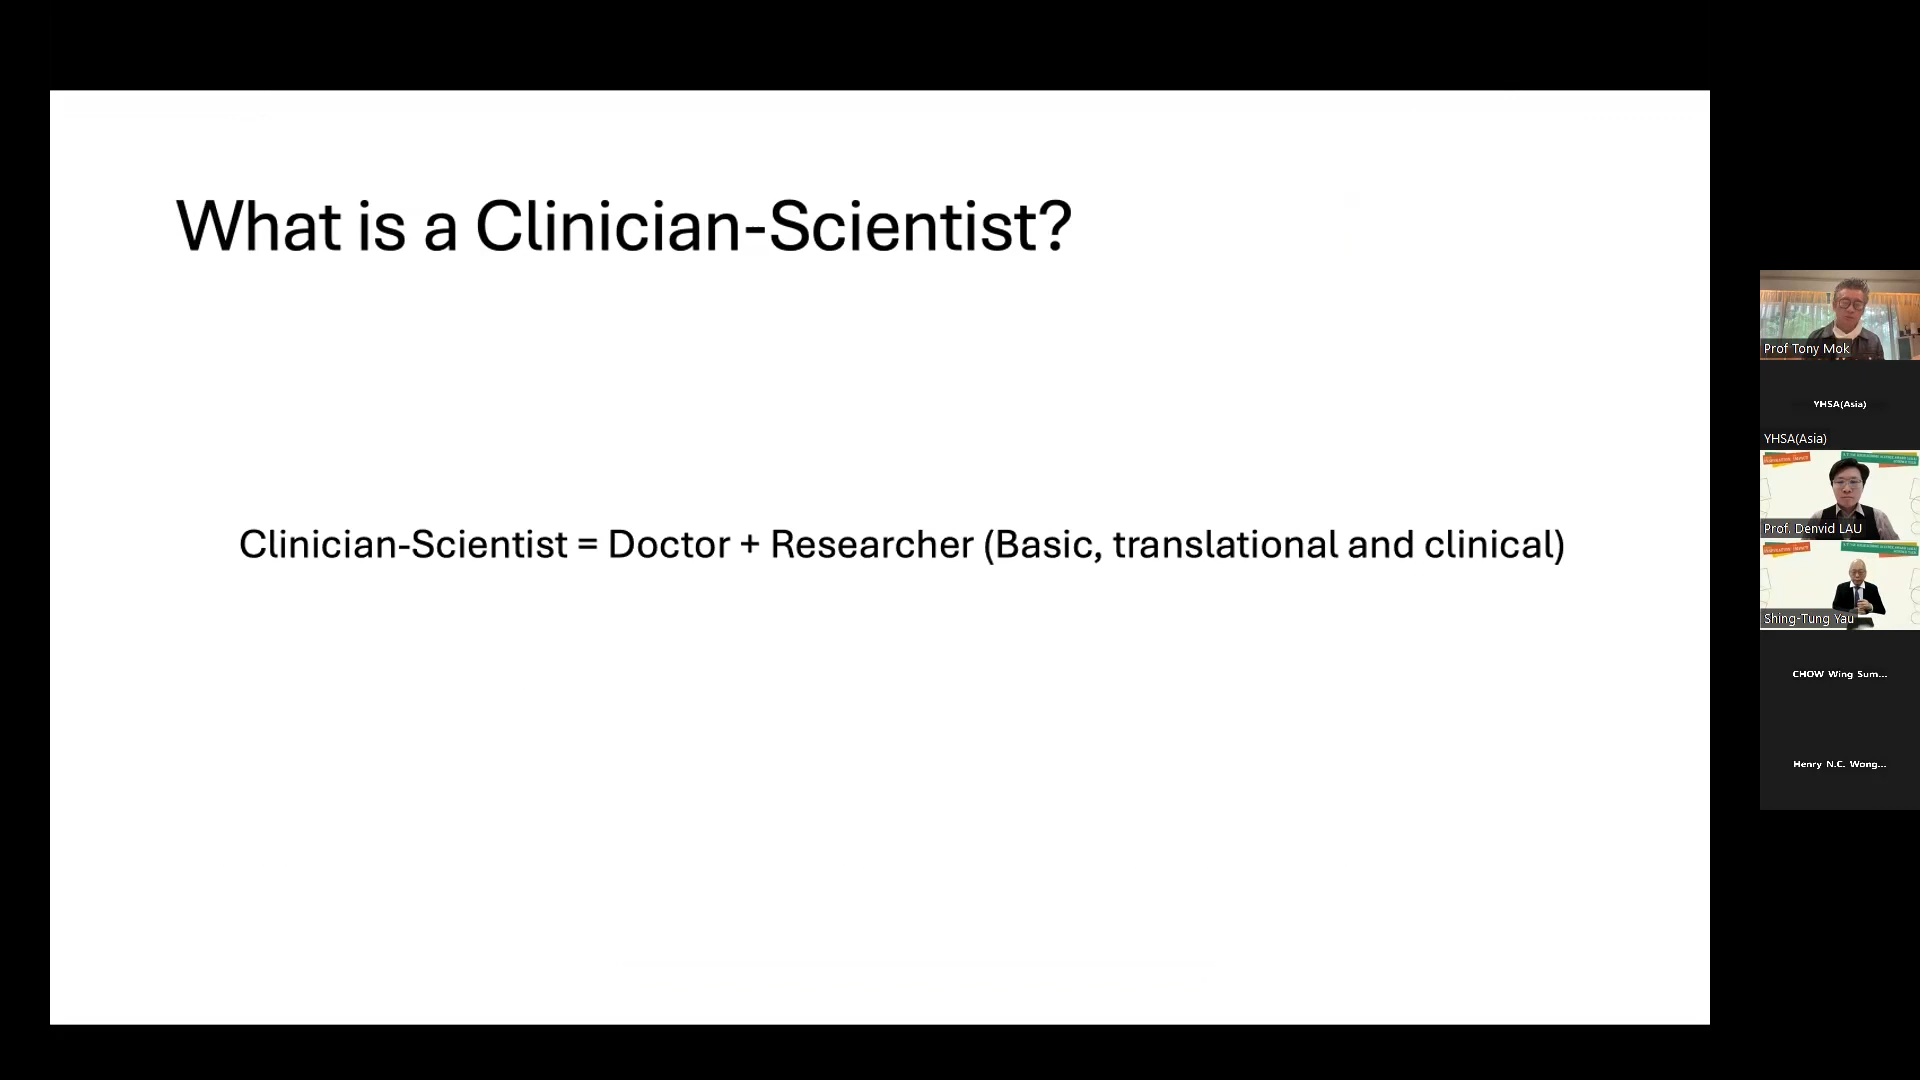 What is a Clinician-Scientist?
Clinician-Scientist = Doctor + Researcher (Basic, translational and clinical)
Prof Tony Mok
YHSA(Asia)
YHSA(Asia)
Prof. Denvid LAU
Shing-Tung Yau
CHOW Wing Sum...
Henry N.C. Wong...